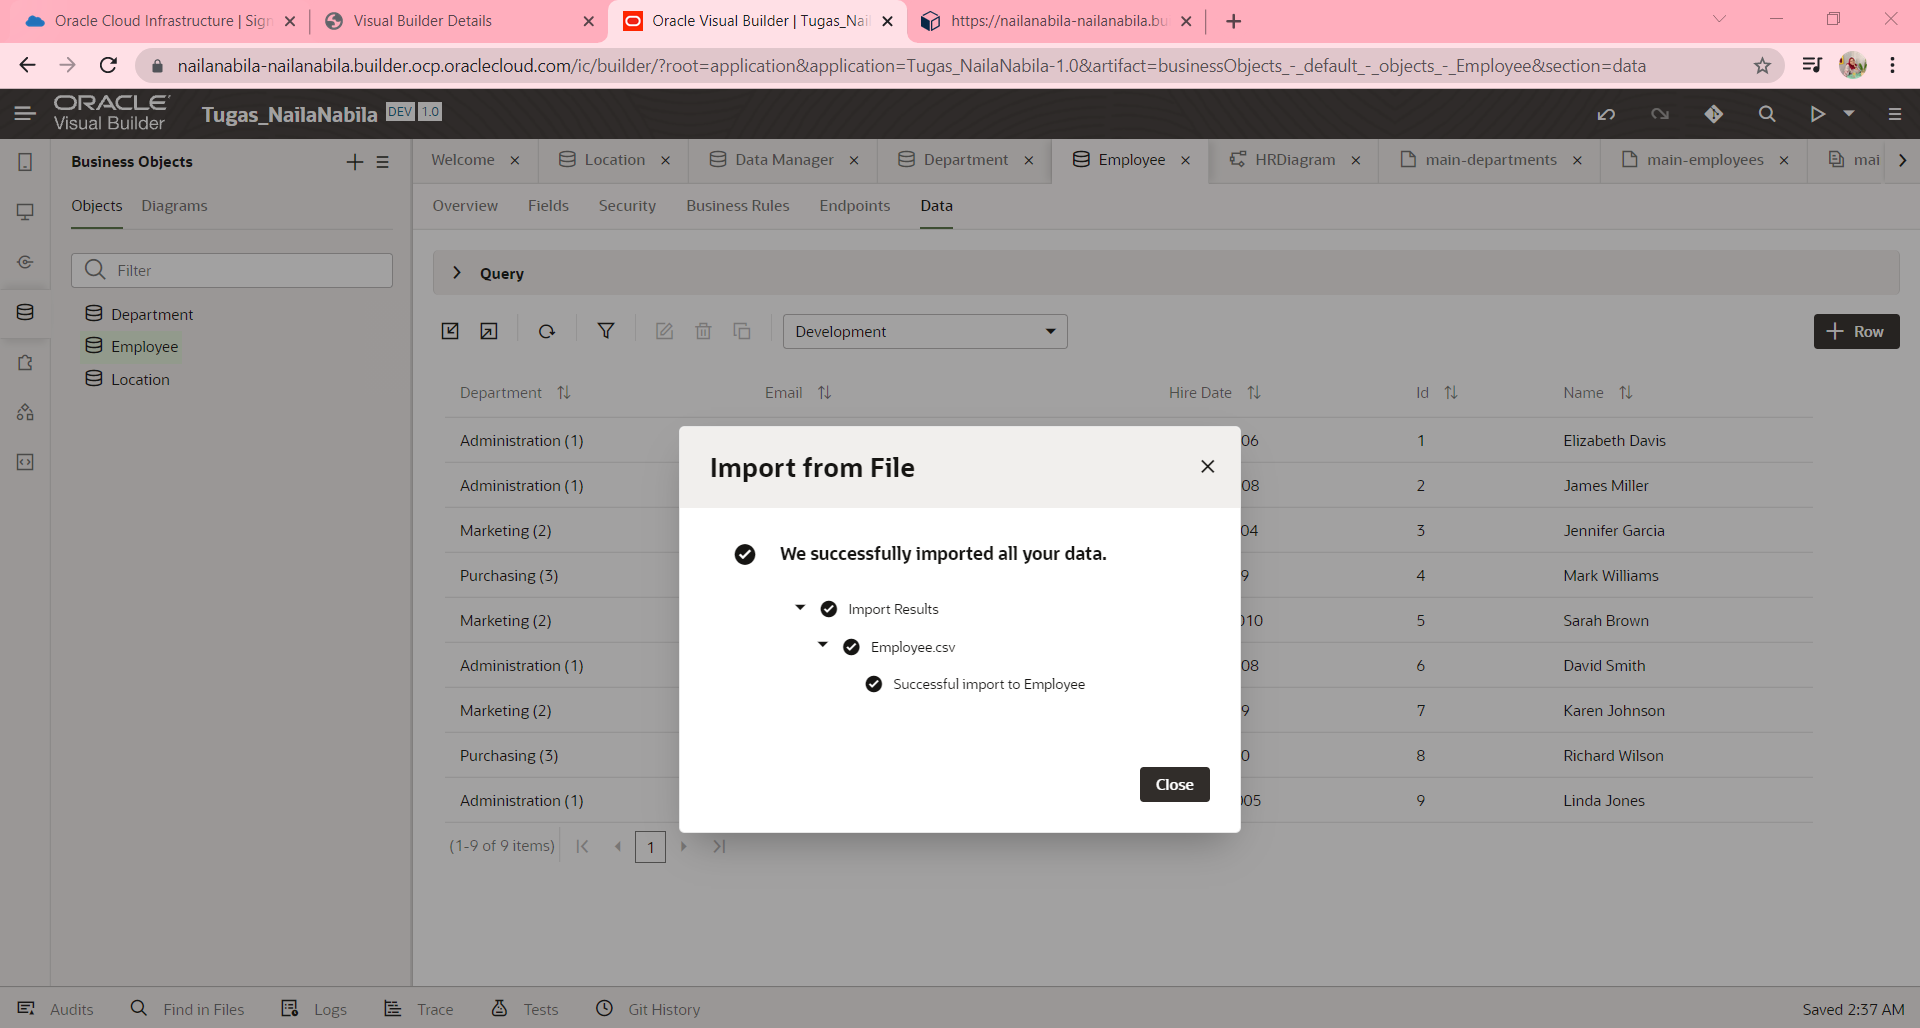 Oracle Cloud Infrastructure | Sign
Visual Builder Details
Oracle Visual Builder | Tugas_Nail
https://nailanabila-nailanabila.bu
nailanabila-nailanabila.builder.ocp.oraclecloud.com/ic/builder/?root=application&application=Tugas_NailaNabila-1.0&artifact=businessObjects_-_default_-_objects_-_Employee&section=data
ORACLE
Visual Builder
Tugas_NailaNabila DEV 1.0
Business Objects
Objects Diagrams
Filter
Department
Employee
Location
Welcome Location Data Manager Department Employee HRDiagram main-departments main-employees mai
Overview Fields Security Business Rules Endpoints Data
Query
Development
Row
Department Email Hire Date Id Name
Administration (1) 06 1 Elizabeth Davis
Administration (1) 08 2 James Miller
Marketing (2) 04 3 Jennifer Garcia
Purchasing (3) 9 4 Mark Williams
Marketing (2) 010 5 Sarah Brown
Administration (1) 08 6 David Smith
Marketing (2) 9 7 Karen Johnson
Purchasing (3) 0 8 Richard Wilson
Administration (1) 005 9 Linda Jones
(1-9 of 9 items) 1
Import from File
We successfully imported all your data.
Import Results
Employee.csv
Successful import to Employee
Close
Audits Find in Files Logs Trace Tests Git History Saved 2:37 AM